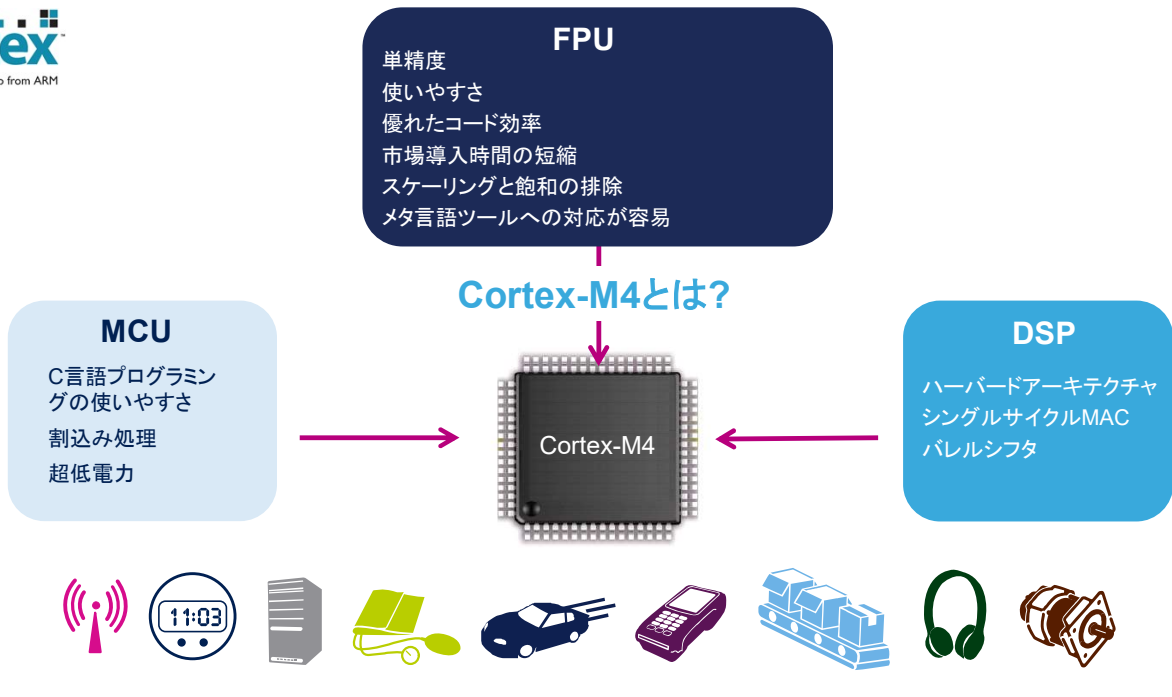 ex
from ARM
FPU
単精度
使いやすさ
優れたコード効率
市場導入時間の短縮
スケーリングと飽和の排除
メタ言語ツールへの対応が容易
Cortex-M4とは?
MCU
C言語プログラミン
グの使いやすさ
割込み処理
超低電力
Cortex-M4
DSP
ハーバードアーキテクチャ
シングルサイクルMAC
バレルシフタ
11:03